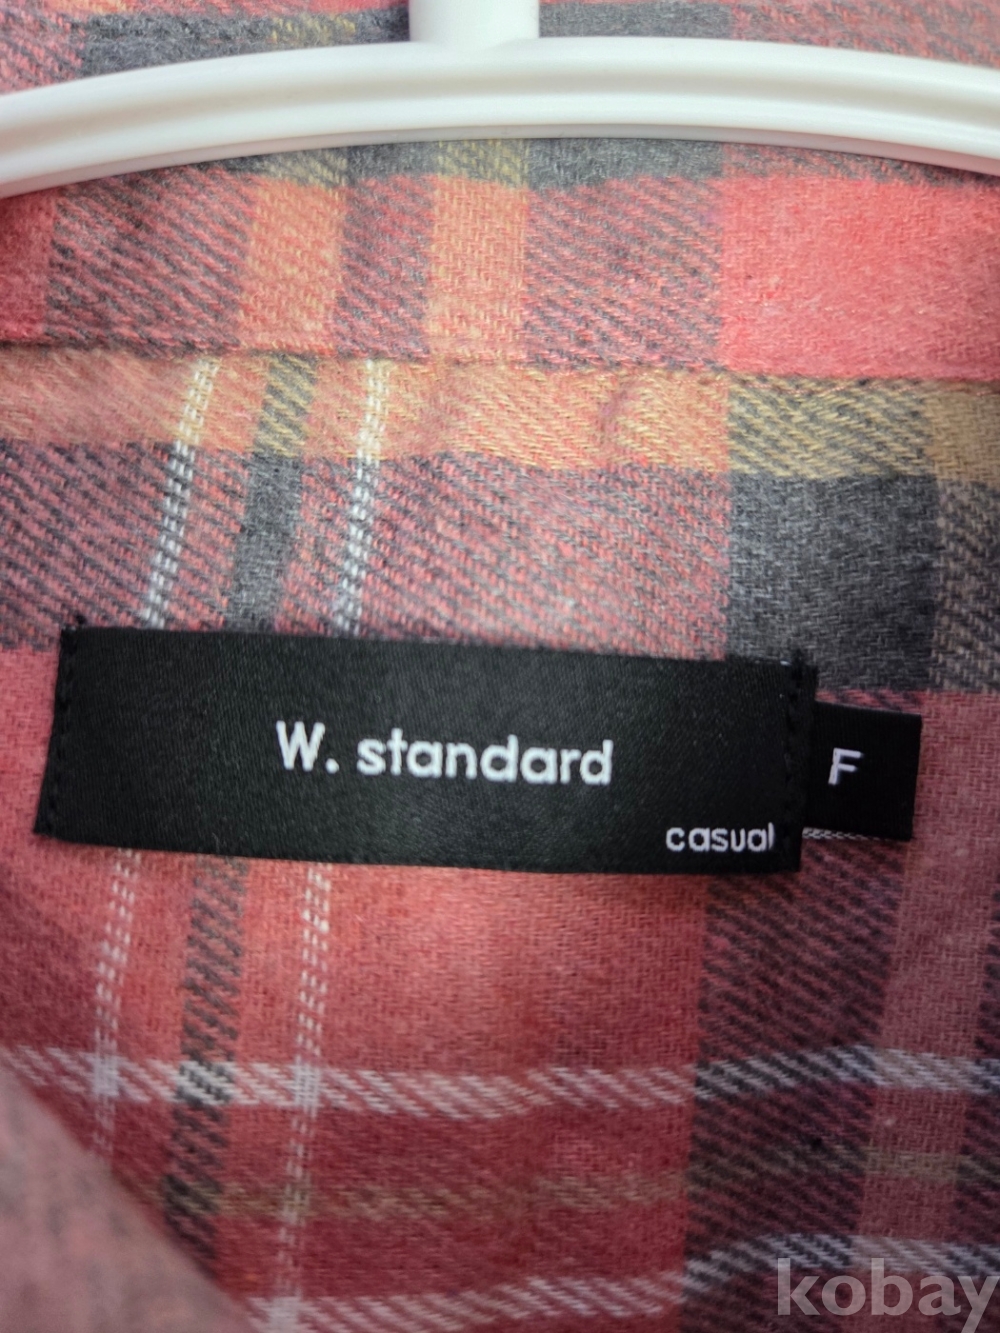 W. standard
F
casual
kobay